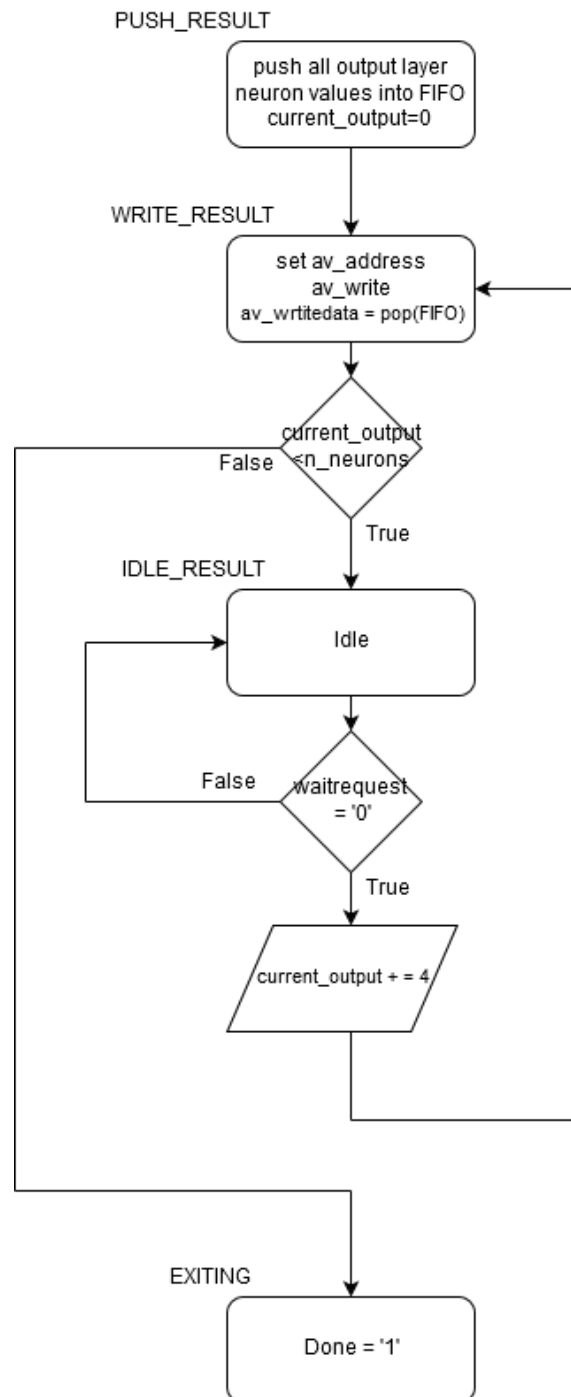 PUSH_RESULT
push all output layer
neuron values into FIFO
current_output=0
WRITE_RESULT
set av_address
av_write
av_wrtitedata = pop(FIFO)
current_output
<n_neurons
False
True
IDLE_RESULT
Idle
False
waitrequest
= '0'
True
current_output + = 4
EXITING
Done = '1'